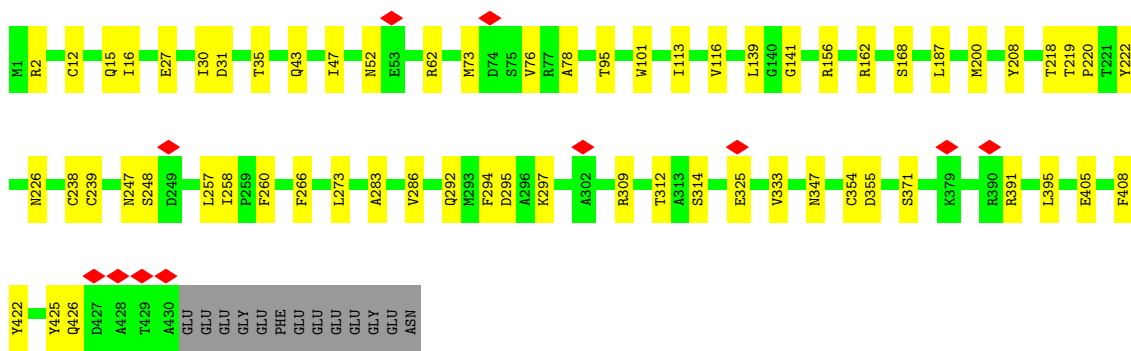 M1 R2 C12 Q15 I16 E27 I30 D31 T35 Q43 I47 N52 E53 R62 M73 D74 S75 V76 R77 A78 T95 W101 I113 V116 L139 G140 G141 R156 R162 S168 L187 M200 Y208 T218 T219 P220 T221 Y222
N226 C238 C239 N247 S248 D249 L257 I258 P259 F260 F266 L273 A283 V286 Q292 M293 F294 D295 A296 K297 A302 R309 T312 A313 S314 E325 V333 N347 C354 D355 S371 K379 R390 R391 L395 E405 F408
Y422 Y425 Q426 D427 A428 T429 A430 GLU GLU GLU GLY GLU PHE GLU GLU GLU GLU GLY GLU ASN